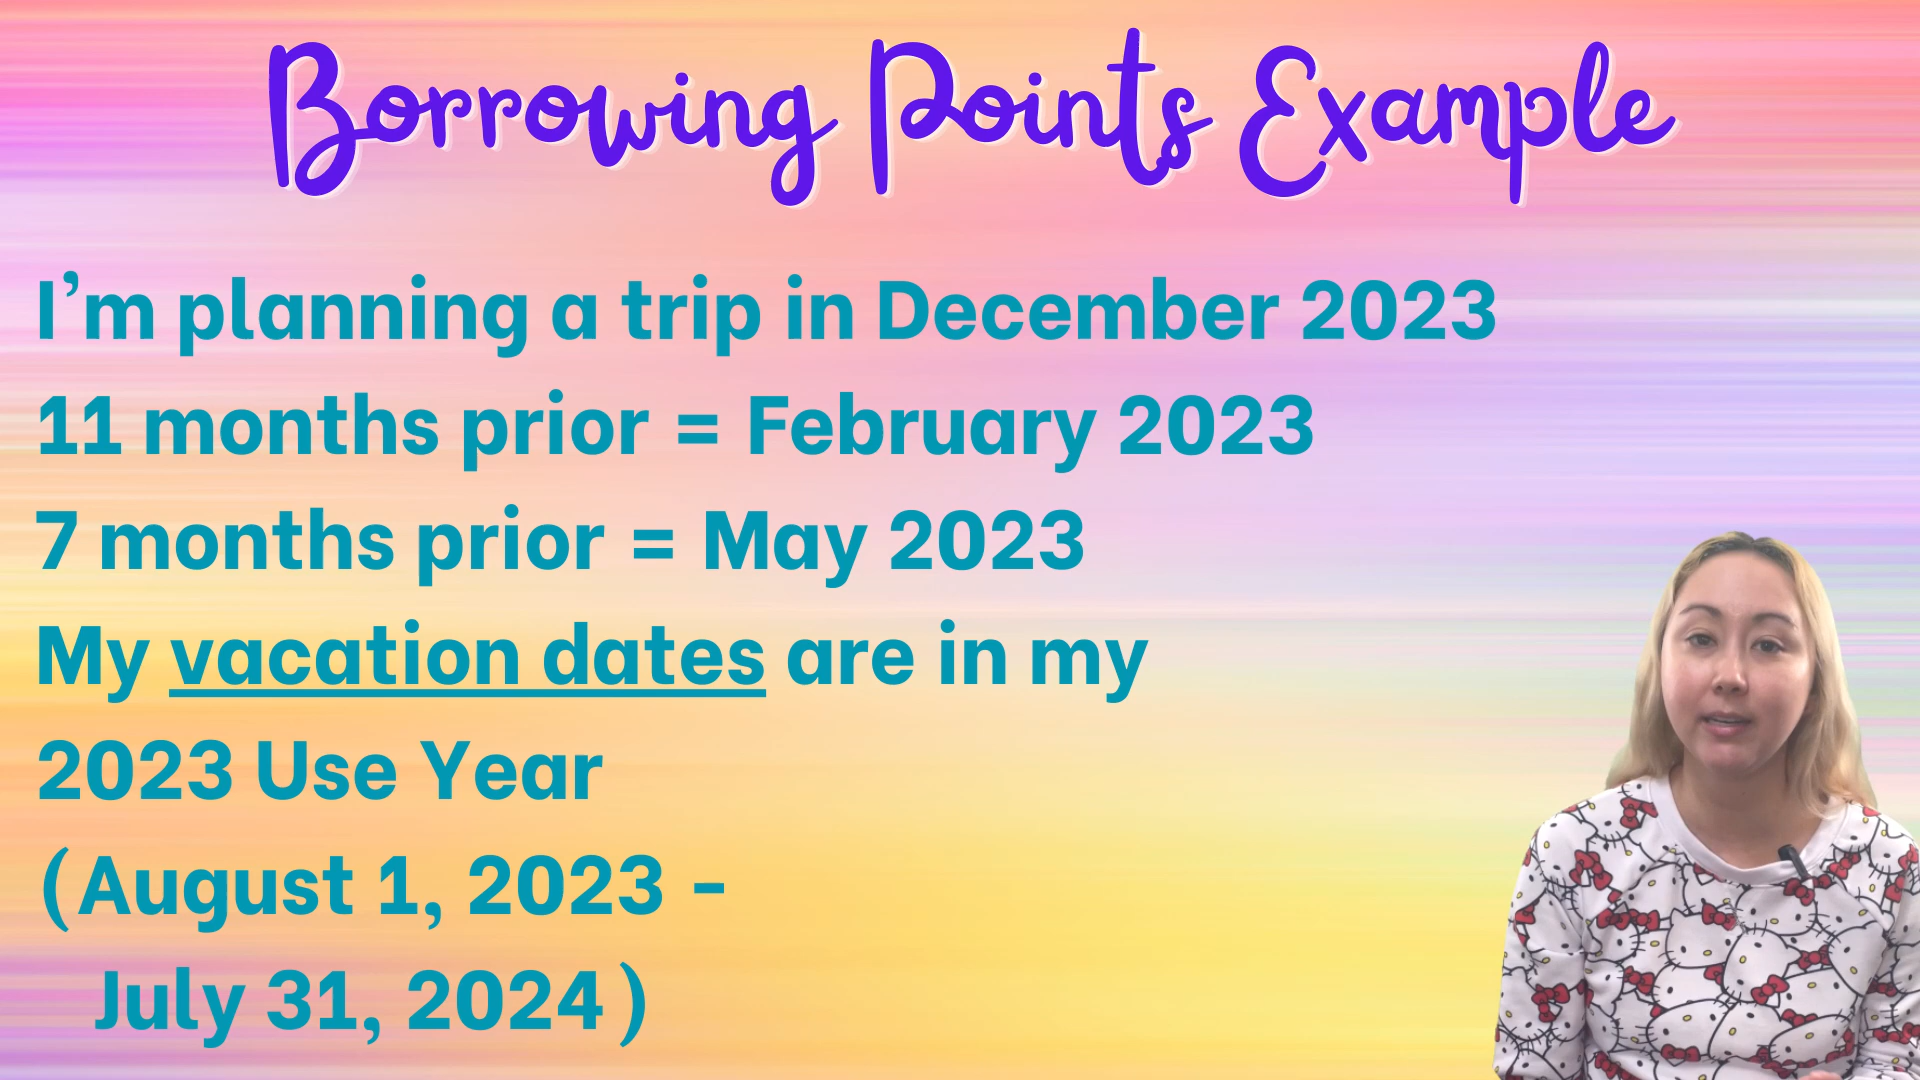 Borrowing Points Example
I'm planning a trip in December 2023
11 months prior = February 2023
7 months prior = May 2023
My vacation dates are in my
2023 Use Year
(August 1, 2023 -
July 31, 2024)